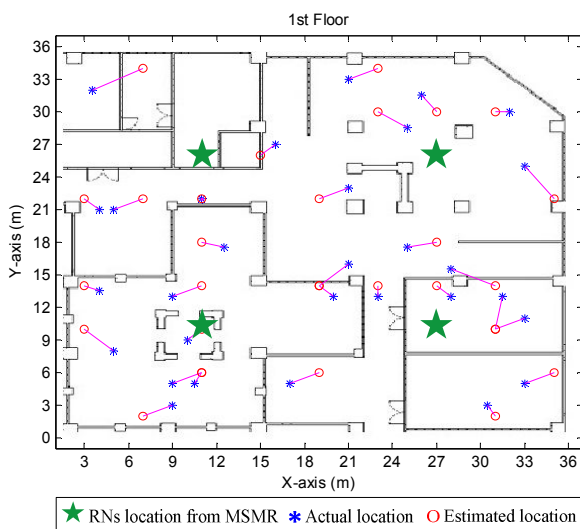 1st Floor
36
33
30
27
24
21
18
15
12
9
6
3
0
Y-axis (m)
3 6 9 12 15 18 21 24 27 30 33 36
X-axis (m)
RNs location from MSMR Actual location Estimated location